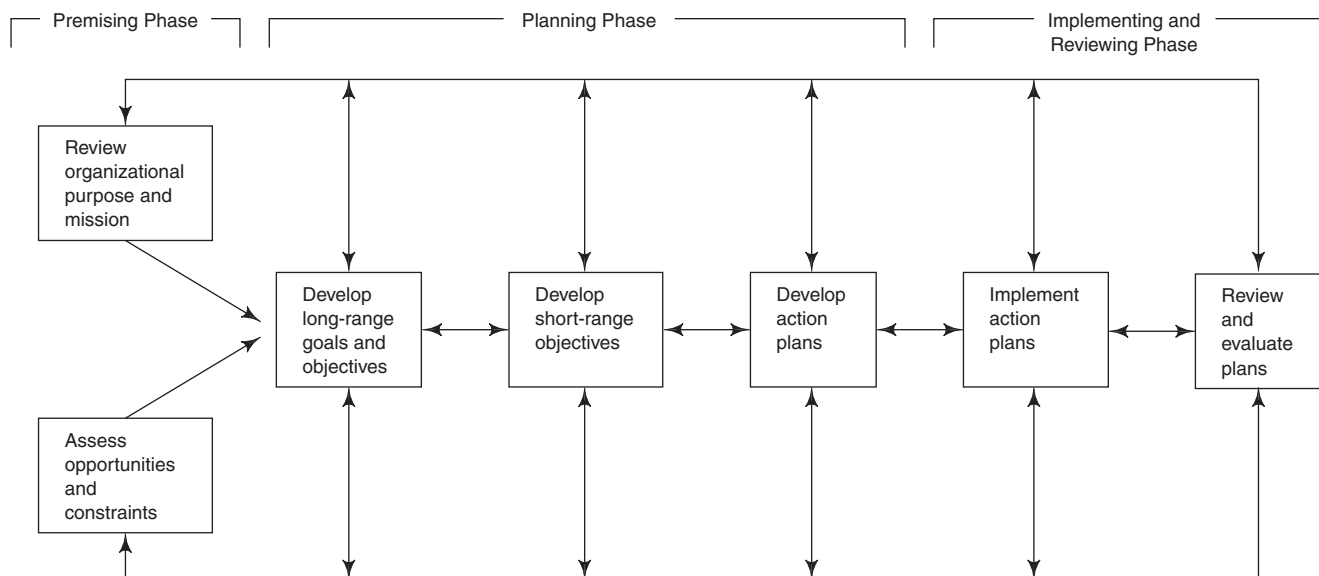 Premising Phase
Planning Phase
Implementing and
Reviewing Phase
Review
organizational
purpose and
mission
Assess
opportunities
and
constraints
Develop
long-range
goals and
objectives
Develop
short-range
objectives
Develop
action
plans
Implement
action
plans
Review
and
evaluate
plans